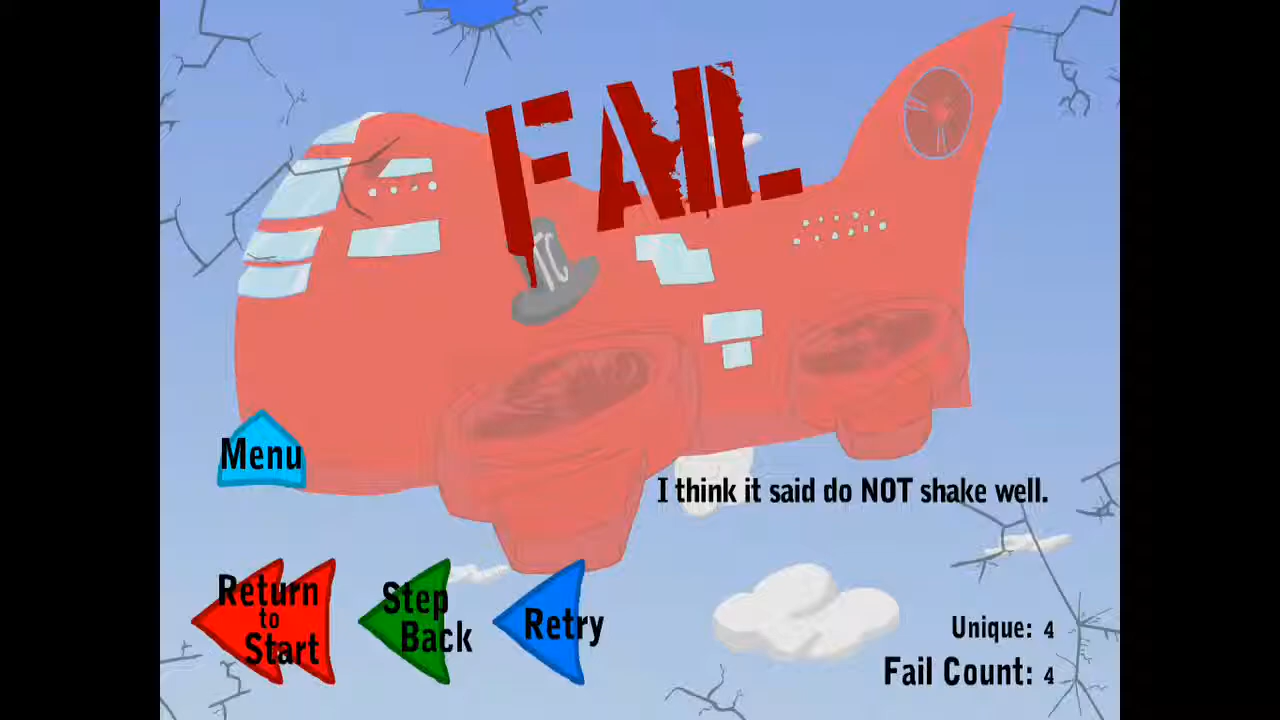 FAIL
Menu
I think it said do NOT shake well.
Return
to
Start
Step
Back
Retry
Unique: 4
Fail Count: 4